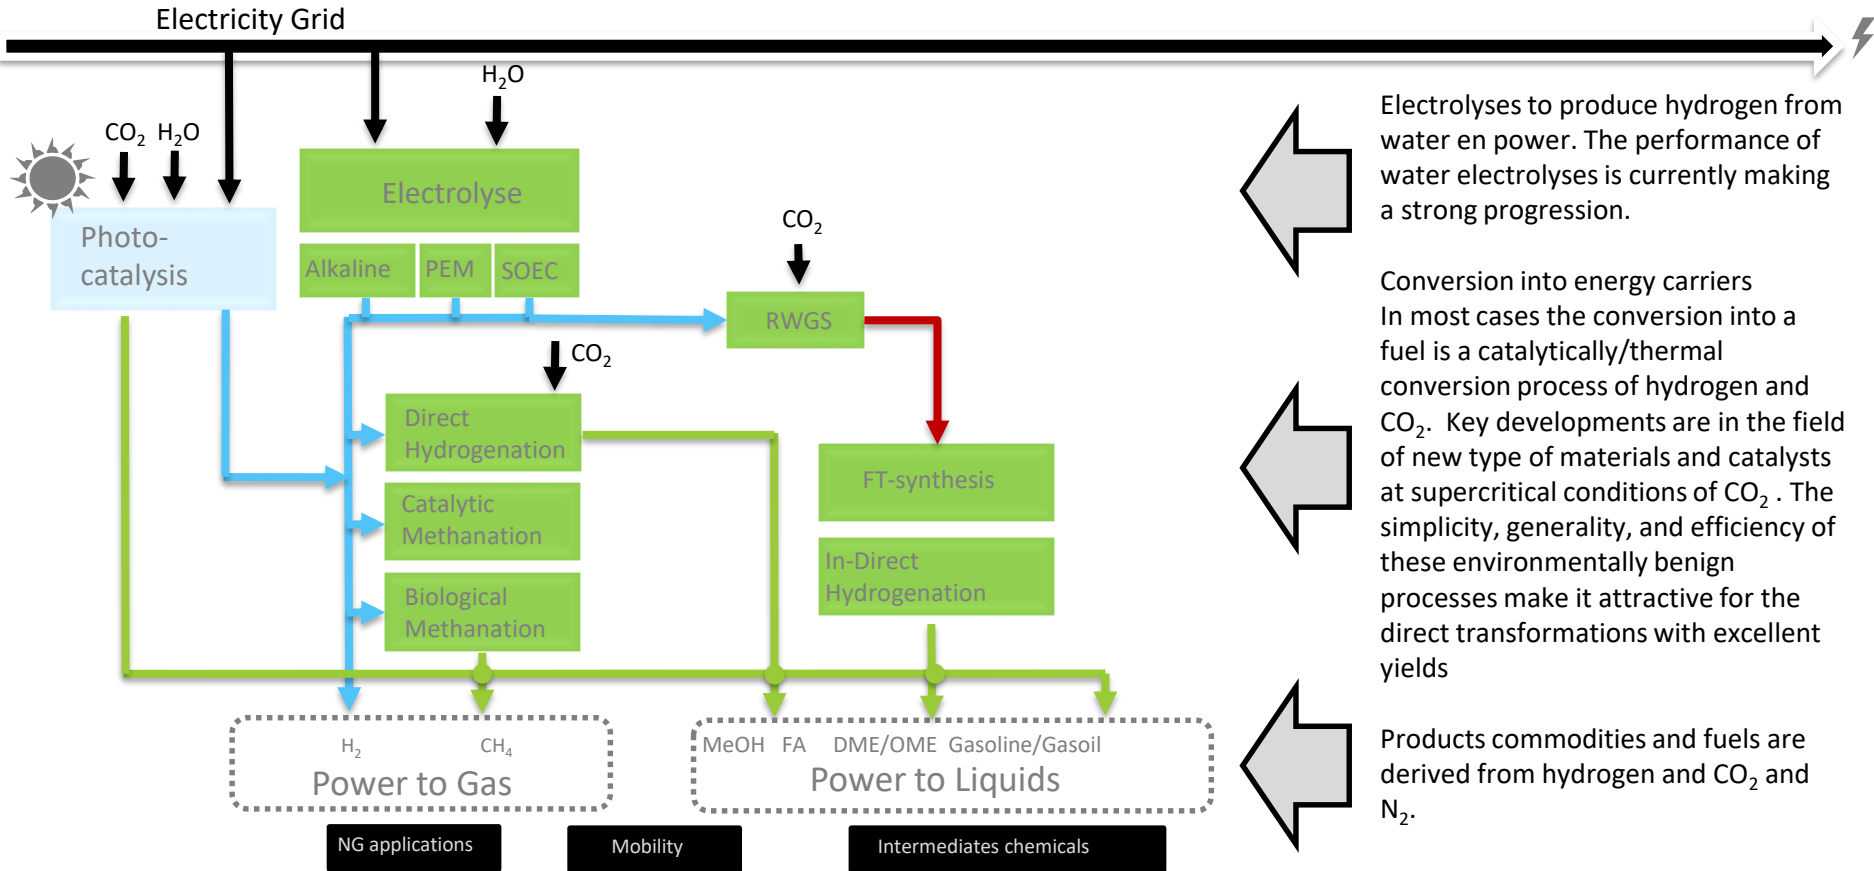 Electricity Grid
H₂O
CO₂ H₂O
Electrolyse
Photo-
catalysis
Alkaline PEM SOEC
CO₂
RWGS
CO₂
Direct
Hydrogenation
Catalytic
Methanation
Biological
Methanation
FT-synthesis
In-Direct
Hydrogenation
H₂ CH₄
Power to Gas
MeOH FA DME/OME Gasoline/Gasoil
Power to Liquids
NG applications
Mobility
Intermediates chemicals
Electrolyses to produce hydrogen from
water en power. The performance of
water electrolyses is currently making
a strong progression.
Conversion into energy carriers
In most cases the conversion into a
fuel is a catalytically/thermal
conversion process of hydrogen and
CO₂. Key developments are in the field
of new type of materials and catalysts
at supercritical conditions of CO₂ . The
simplicity, generality, and efficiency of
these environmentally benign
processes make it attractive for the
direct transformations with excellent
yields
Products commodities and fuels are
derived from hydrogen and CO₂ and
N₂.